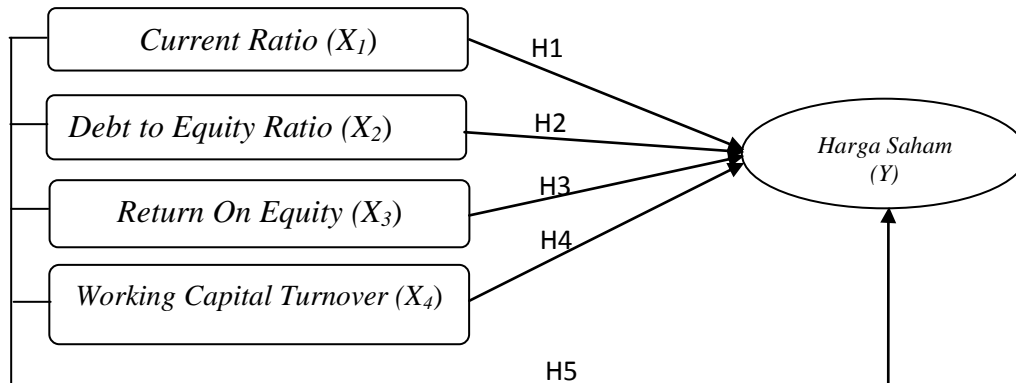 Current Ratio (X1)
H1
Debt to Equity Ratio (X2)
H2
Harga Saham
(Y)
Return On Equity (X3)
H3
H4
Working Capital Turnover (X4)
H5